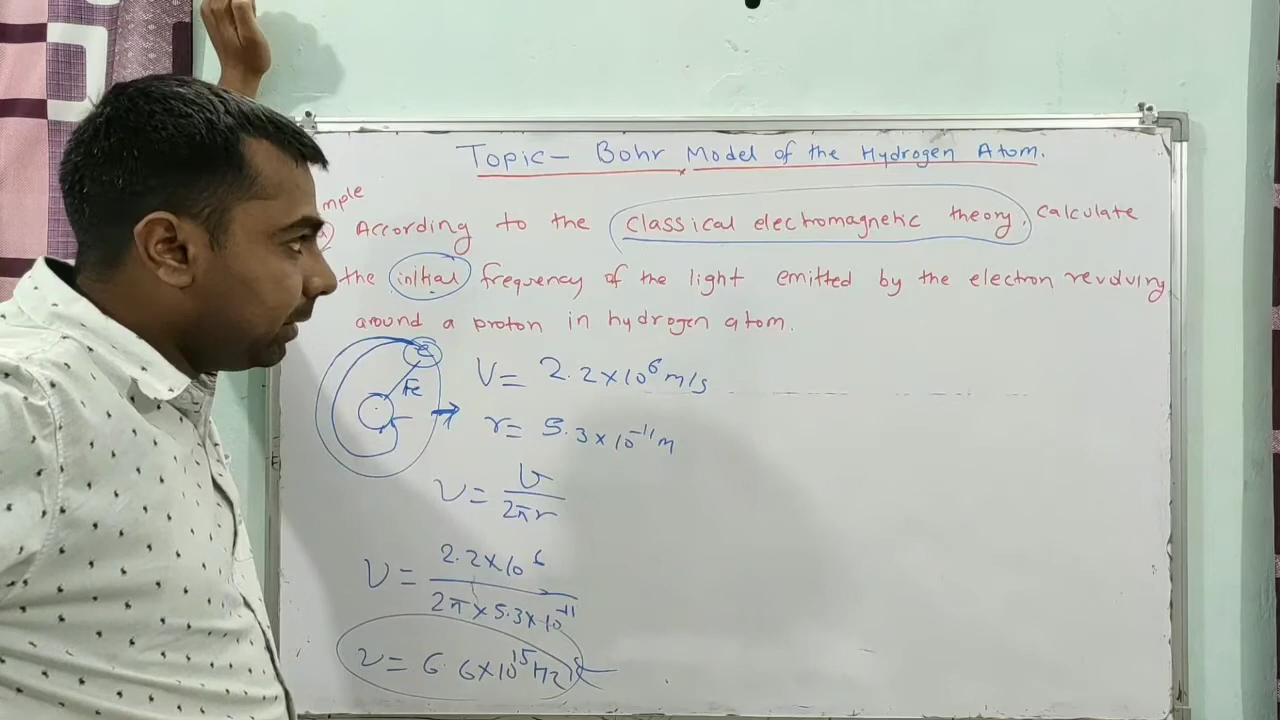 Topic- Bohr Model of the Hydrogen Atom.
mple
According to the classical electromagnetic theory, calculate
the initial frequency of the light emitted by the electron revolving
around a proton in hydrogen atom.
e
Fe
V = 2.2×10⁶ m/s
r = 5.3×10⁻¹¹ m
ν = v/2πr
ν = 2.2×10⁶/2π×5.3×10⁻¹¹
ν = 6.6×10¹⁵ Hz